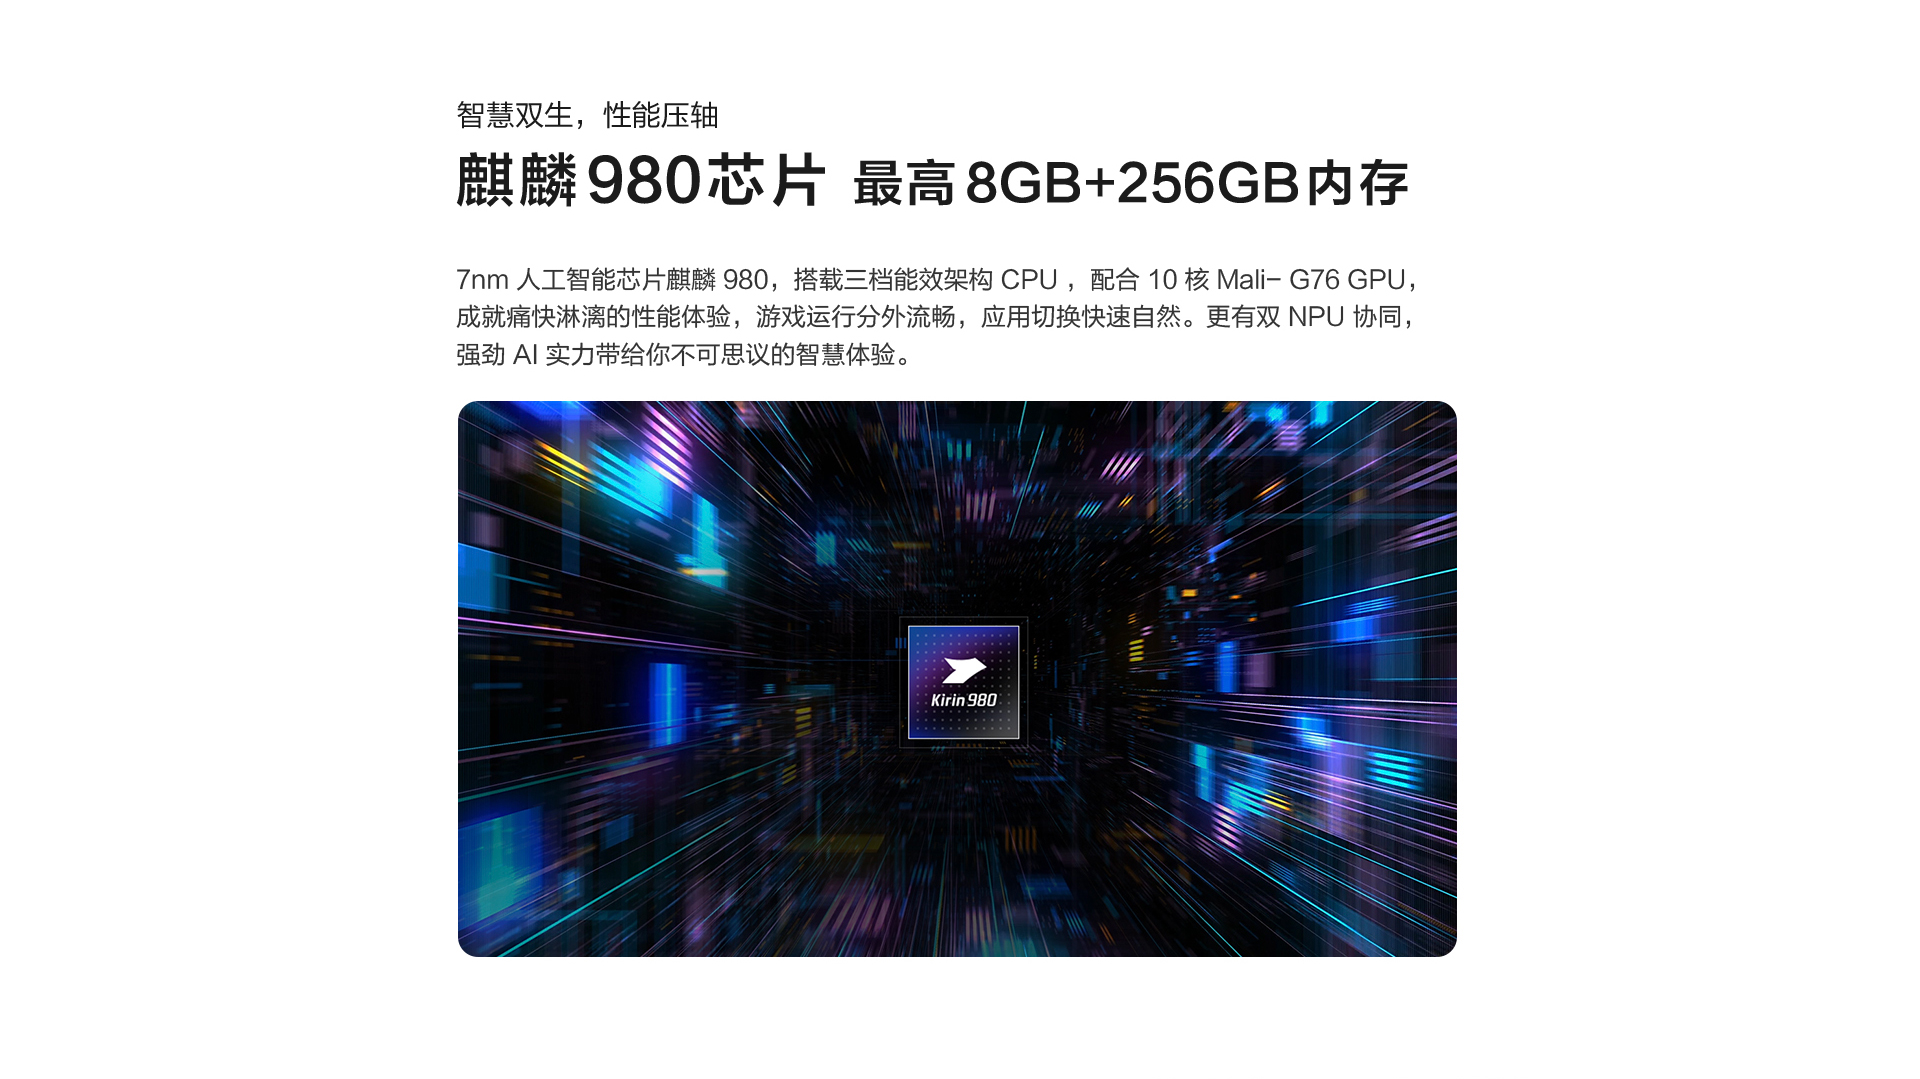 智慧双生，性能压轴
麒麟980芯片 最高8GB+256GB内存
7nm 人工智能芯片麒麟 980，搭载三档能效架构 CPU ，配合 10 核 Mali- G76 GPU，
成就痛快淋漓的性能体验，游戏运行分外流畅，应用切换快速自然。更有双 NPU 协同，
强劲 AI 实力带给你不可思议的智慧体验。
Kirin 980